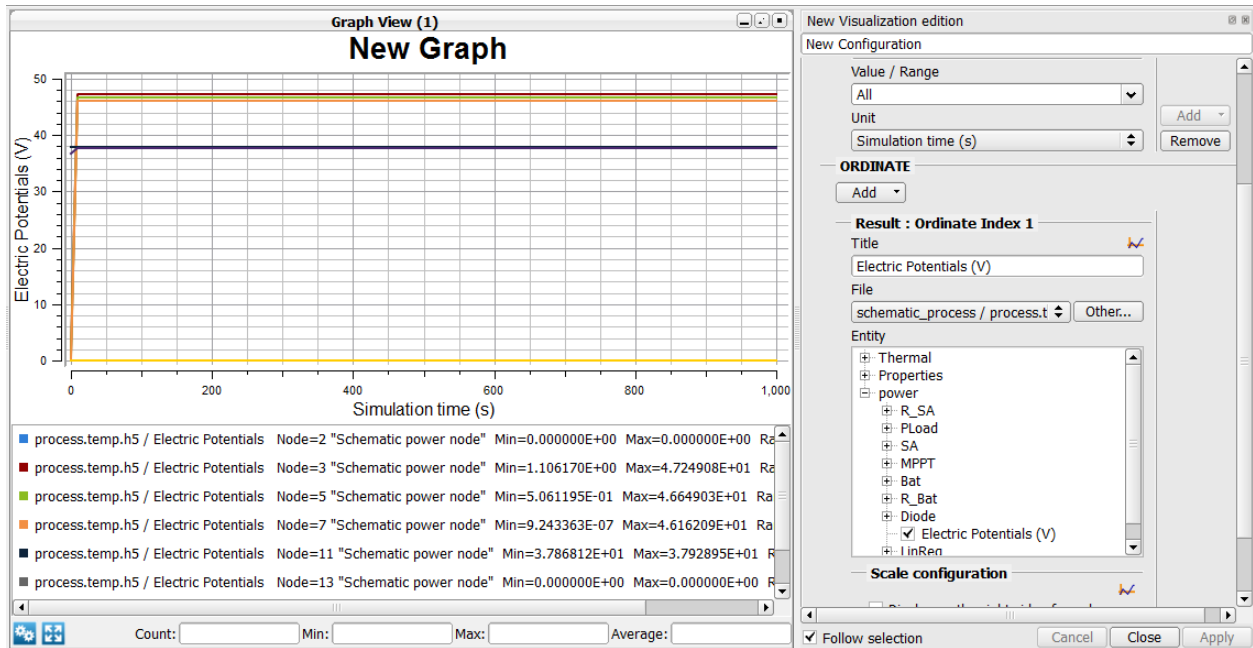 Graph View (1)
New Graph
50
40
30
20
10
0
Electric Potentials (V)
0
200
400
600
800
1,000
Simulation time (s)
process.temp.h5 / Electric Potentials Node=2 "Schematic power node" Min=0.000000E+00 Max=0.000000E+00 Ra
process.temp.h5 / Electric Potentials Node=3 "Schematic power node" Min=1.106170E+00 Max=4.724908E+01 Ra
process.temp.h5 / Electric Potentials Node=5 "Schematic power node" Min=5.061195E-01 Max=4.664903E+01 Ra
process.temp.h5 / Electric Potentials Node=7 "Schematic power node" Min=9.243363E-07 Max=4.616209E+01 Ra
process.temp.h5 / Electric Potentials Node=11 "Schematic power node" Min=3.786812E+01 Max=3.792895E+01 R
process.temp.h5 / Electric Potentials Node=13 "Schematic power node" Min=0.000000E+00 Max=0.000000E+00 R
Count: Min: Max: Average:
New Visualization edition
New Configuration
Value / Range
All
Unit
Simulation time (s)
Add
Remove
ORDINATE
Add
Result : Ordinate Index 1
Title
Electric Potentials (V)
File
schematic_process / process.t
Other...
Entity
Thermal
Properties
power
R_SA
PLoad
SA
MPPT
Bat
R_Bat
Diode
Electric Potentials (V)
LinReg
Scale configuration
Follow selection
Cancel
Close
Apply